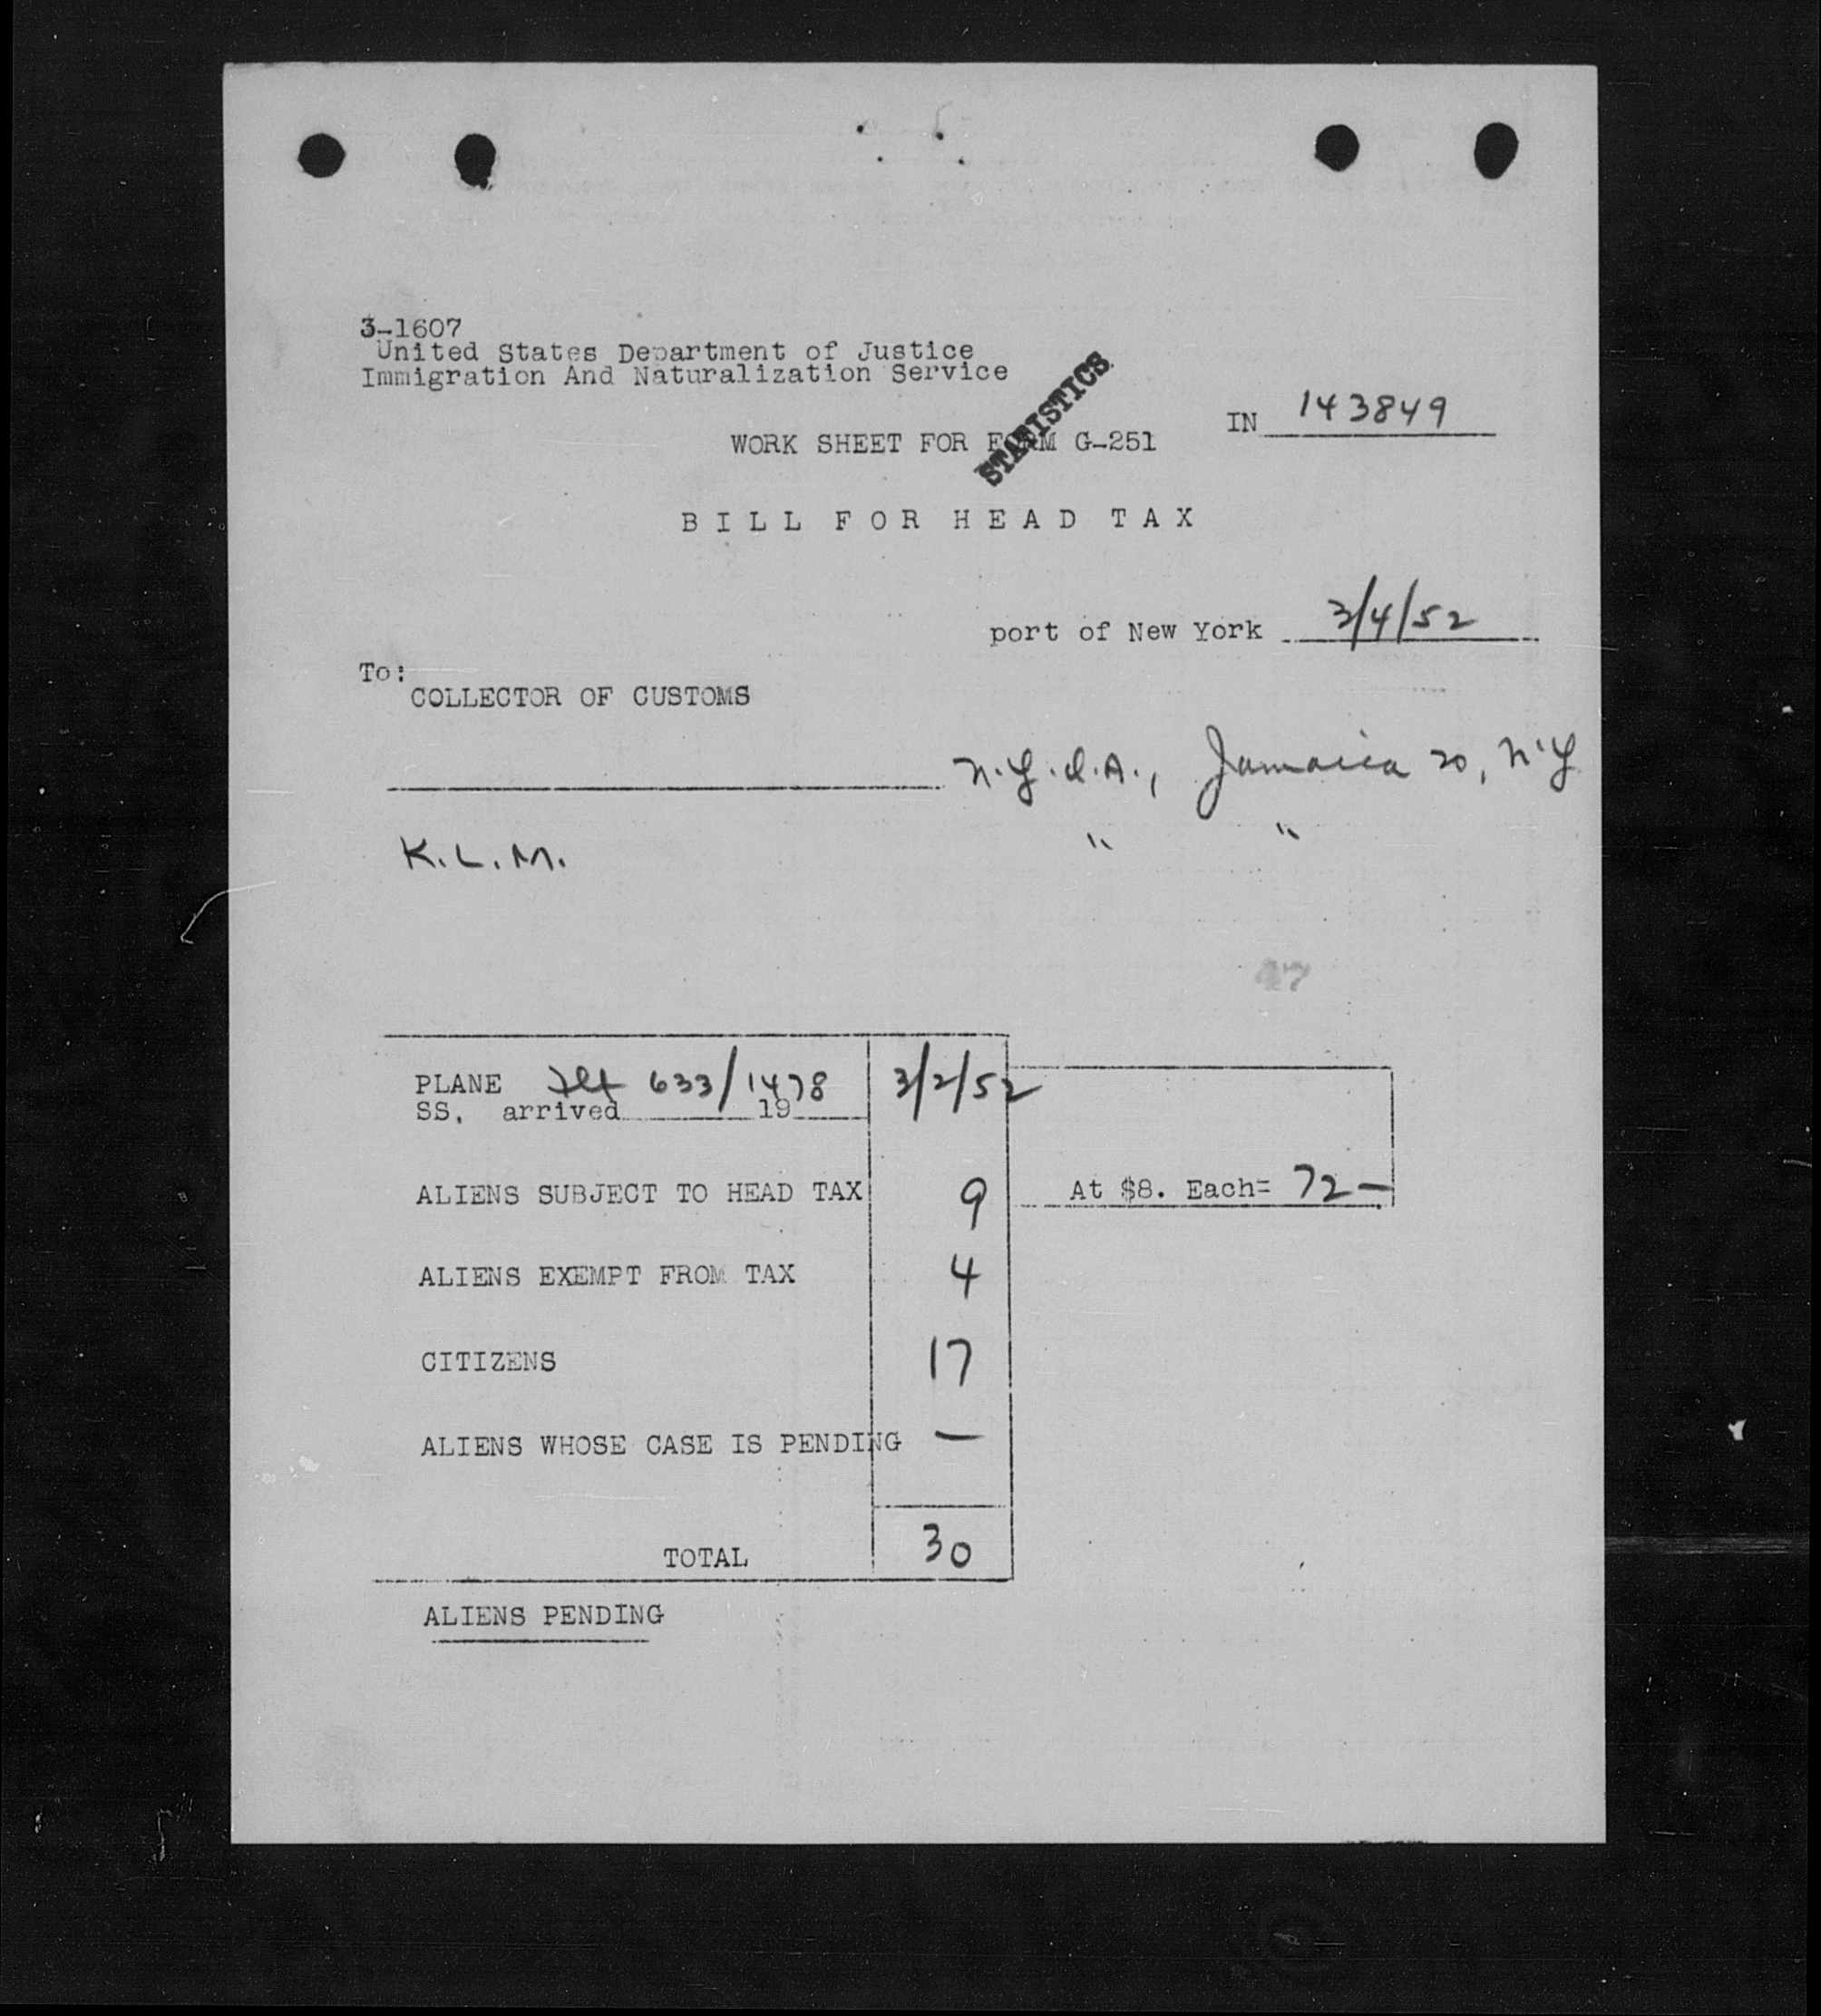 3-1607
United States Department of Justice
Immigration And Naturalization Service
STATISTICS
IN 143849
WORK SHEET FOR FORM G-251
BILL FOR HEAD TAX
port of New York 3/4/52
To:
COLLECTOR OF CUSTOMS
N.Y.I.A., Jamaica 20, N.Y
K.L.M. " "
PLANE Flt 633/1478 3/2/52
SS. arrived 19
ALIENS SUBJECT TO HEAD TAX 9 At $8. Each= 72-
ALIENS EXEMPT FROM TAX 4
CITIZENS 17
ALIENS WHOSE CASE IS PENDING —
TOTAL 30
ALIENS PENDING